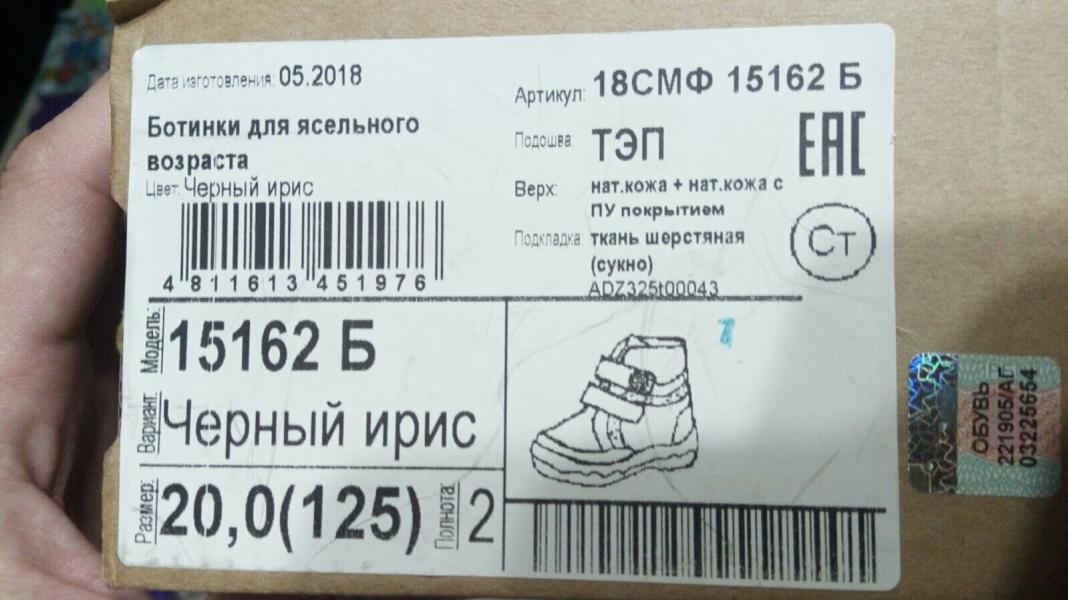 Дата изготовления: 05.2018
Ботинки для ясельного
возраста
Цвет: Черный ирис
4 811613 451976
Артикул: 18СМФ 15162 Б
Подошва: ТЭП
ЕАС
Верх: нат.кожа + нат.кожа с
ПУ покрытием
Подкладка: ткань шерстяная
(сукно)
ADZ325t00043
Ст
Модель: 15162 Б
Вариант: Черный ирис
Размер: 20,0(125)
Полнота: 2
7
ОБУВЬ
221905/АГ
03225654